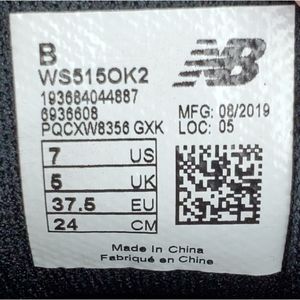 B
WS515OK2
193684044887
6936608
PQCXW8356 GXK
NB
MFG: 08/2019
LOC: 05
7 US
5 UK
37.5 EU
24 CM
Made In China
Fabriqué en Chine